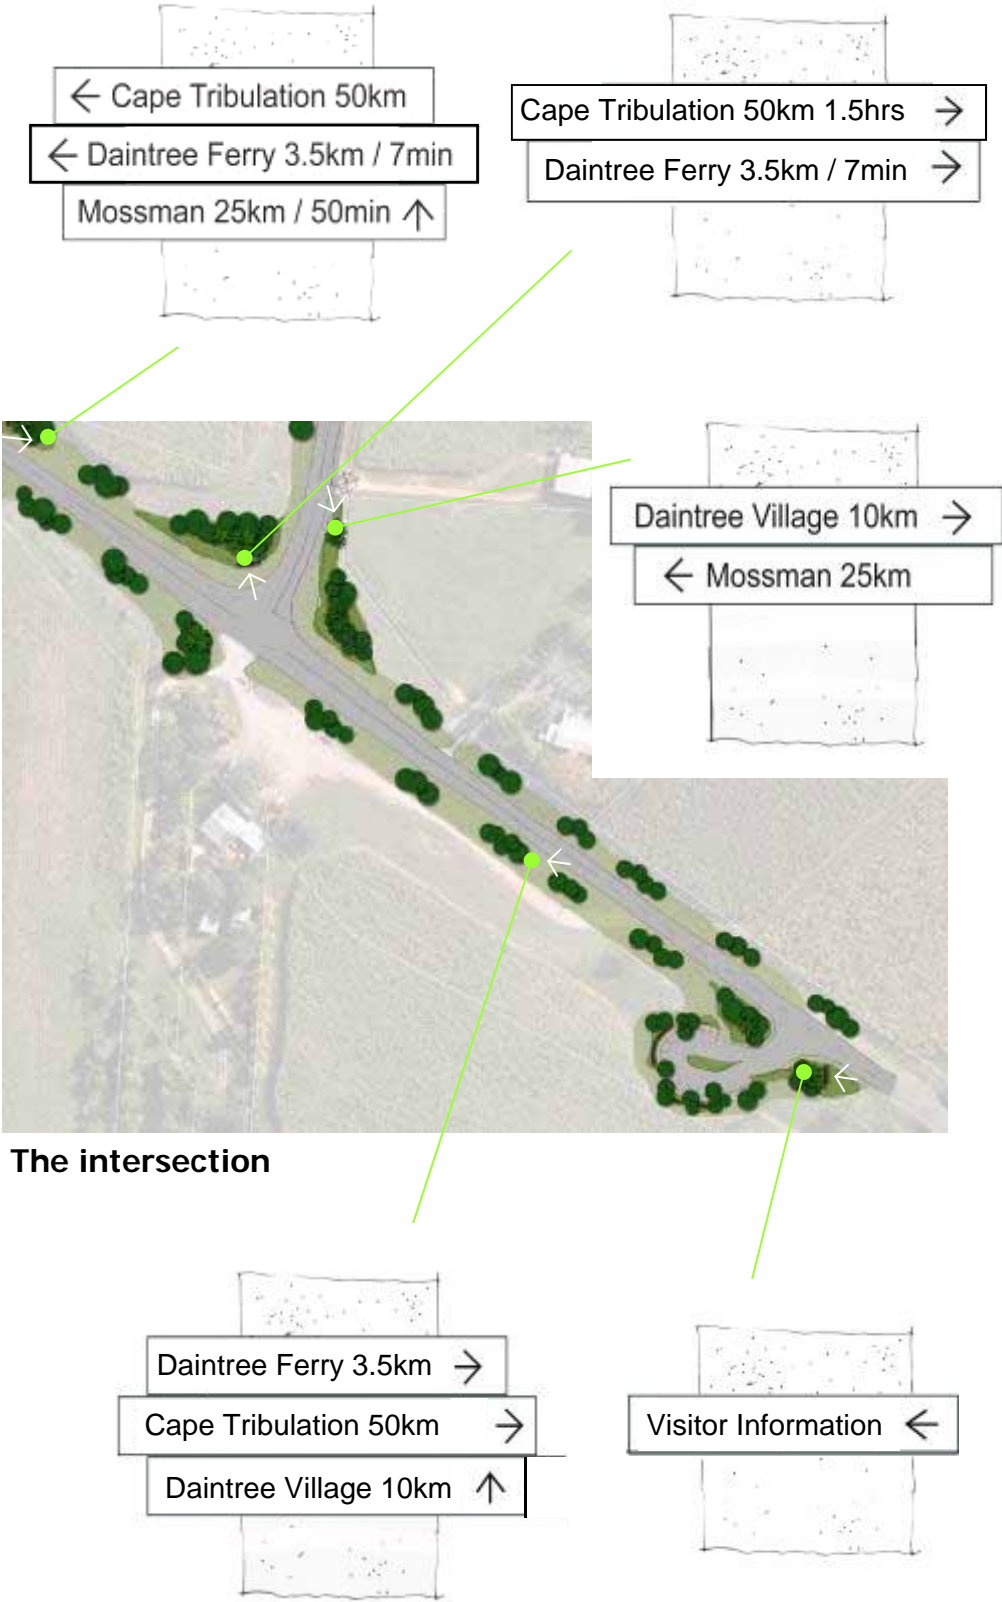 ← Cape Tribulation 50km
← Daintree Ferry 3.5km / 7min
Mossman 25km / 50min ↑
Cape Tribulation 50km 1.5hrs →
Daintree Ferry 3.5km / 7min →
Daintree Village 10km →
← Mossman 25km
The intersection
Daintree Ferry 3.5km →
Cape Tribulation 50km →
Daintree Village 10km ↑
Visitor Information ←